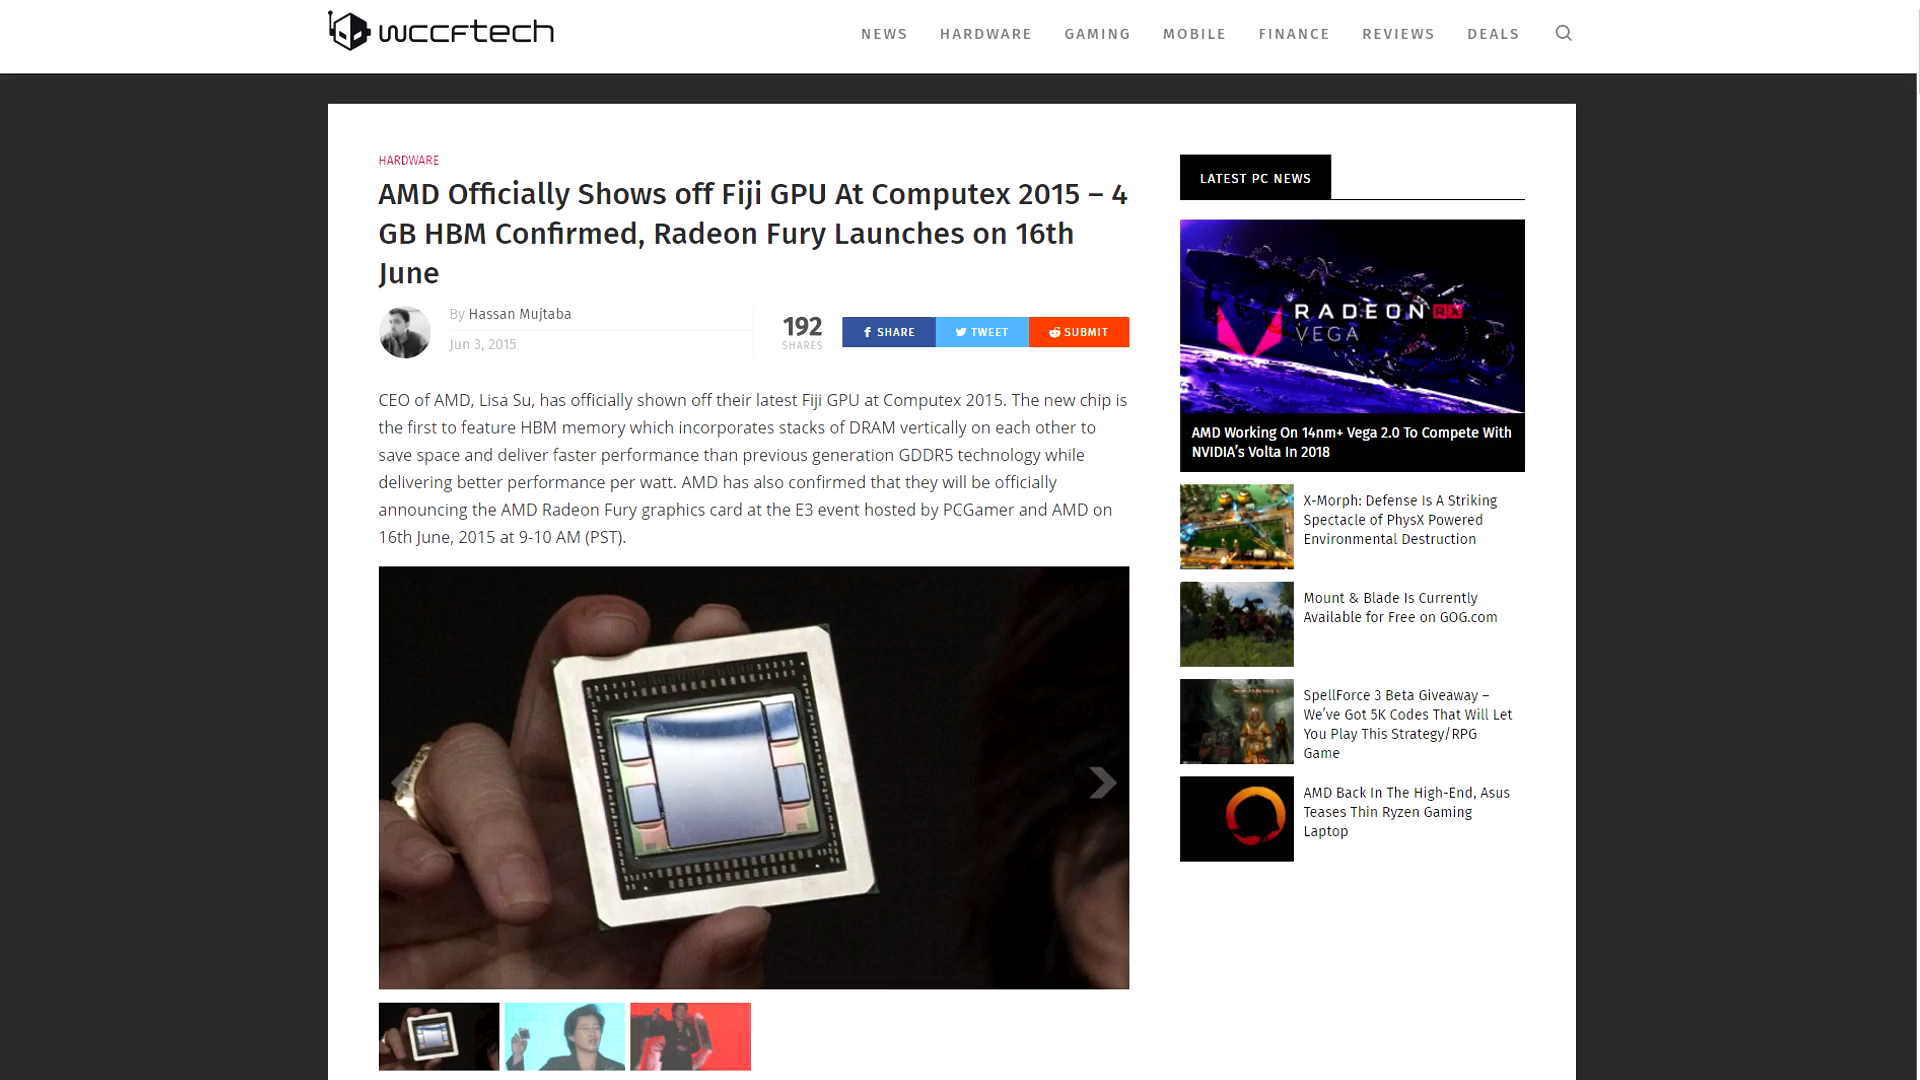 wccftech
NEWS HARDWARE GAMING MOBILE FINANCE REVIEWS DEALS
HARDWARE
AMD Officially Shows off Fiji GPU At Computex 2015 – 4
GB HBM Confirmed, Radeon Fury Launches on 16th
June
By Hassan Mujtaba
Jun 3, 2015
192
SHARES
SHARE
TWEET
SUBMIT
CEO of AMD, Lisa Su, has officially shown off their latest Fiji GPU at Computex 2015. The new chip is
the first to feature HBM memory which incorporates stacks of DRAM vertically on each other to
save space and deliver faster performance than previous generation GDDR5 technology while
delivering better performance per watt. AMD has also confirmed that they will be officially
announcing the AMD Radeon Fury graphics card at the E3 event hosted by PCGamer and AMD on
16th June, 2015 at 9-10 AM (PST).
LATEST PC NEWS
RADEON RX
VEGA
AMD Working On 14nm+ Vega 2.0 To Compete With
NVIDIA’s Volta In 2018
X-Morph: Defense Is A Striking
Spectacle of PhysX Powered
Environmental Destruction
Mount & Blade Is Currently
Available for Free on GOG.com
SpellForce 3 Beta Giveaway –
We’ve Got 5K Codes That Will Let
You Play This Strategy/RPG
Game
AMD Back In The High-End, Asus
Teases Thin Ryzen Gaming
Laptop